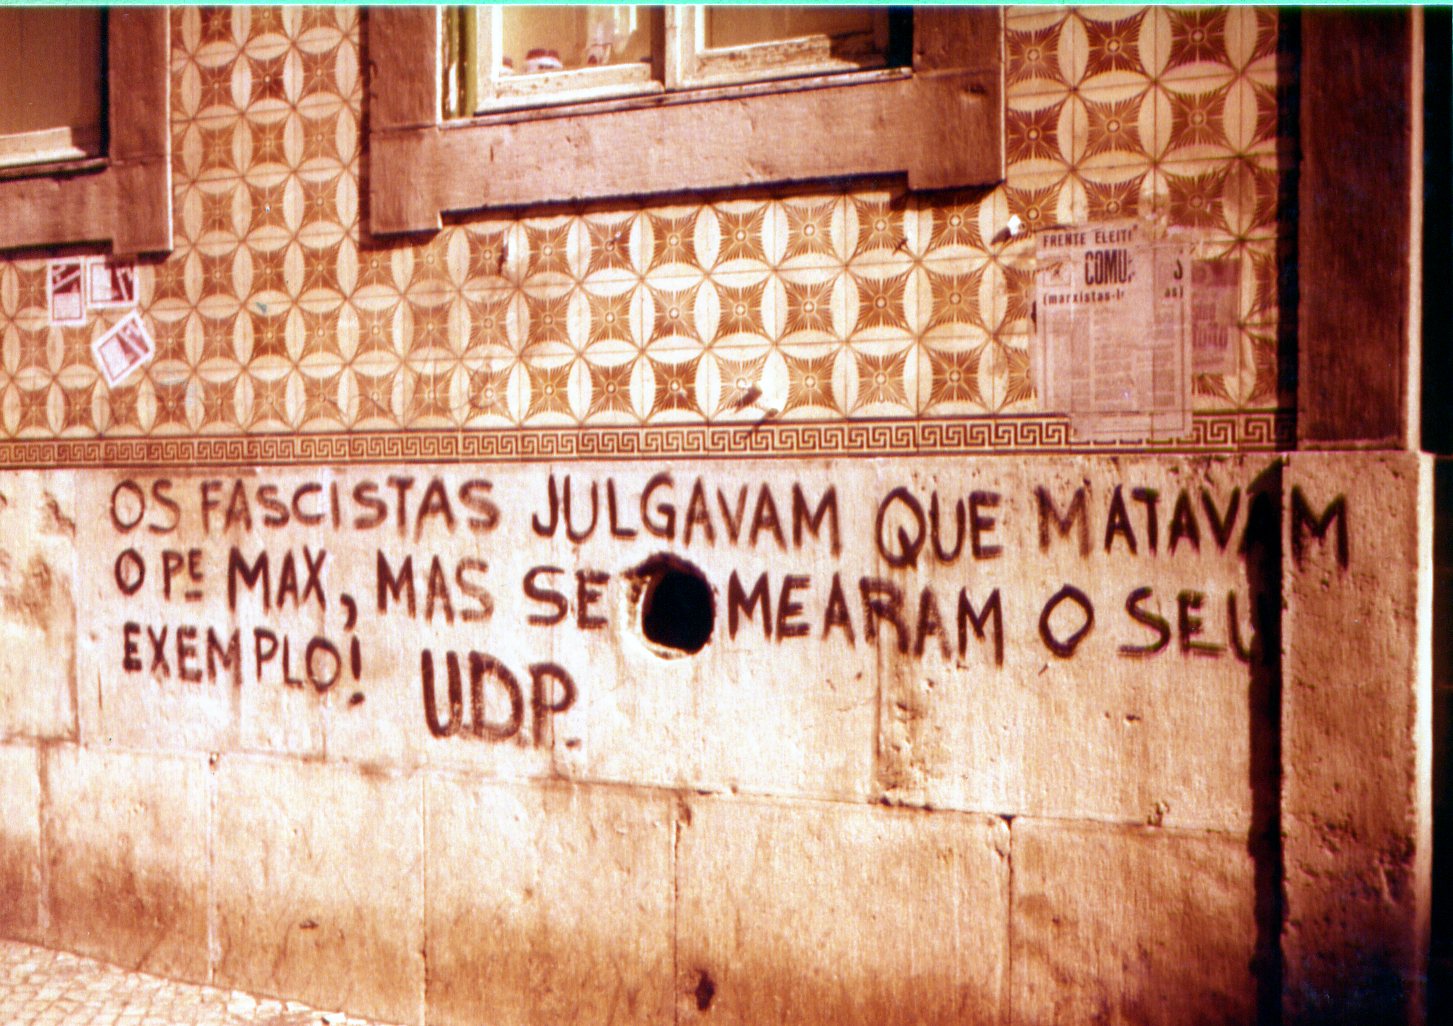 FRENTE ELEIT
COMU
(marxistas-l
OS FASCISTAS JULGAVAM QUE MATAVAM
O PE MAX, MAS SE MEARAM O SEU
EXEMPLO! UDP